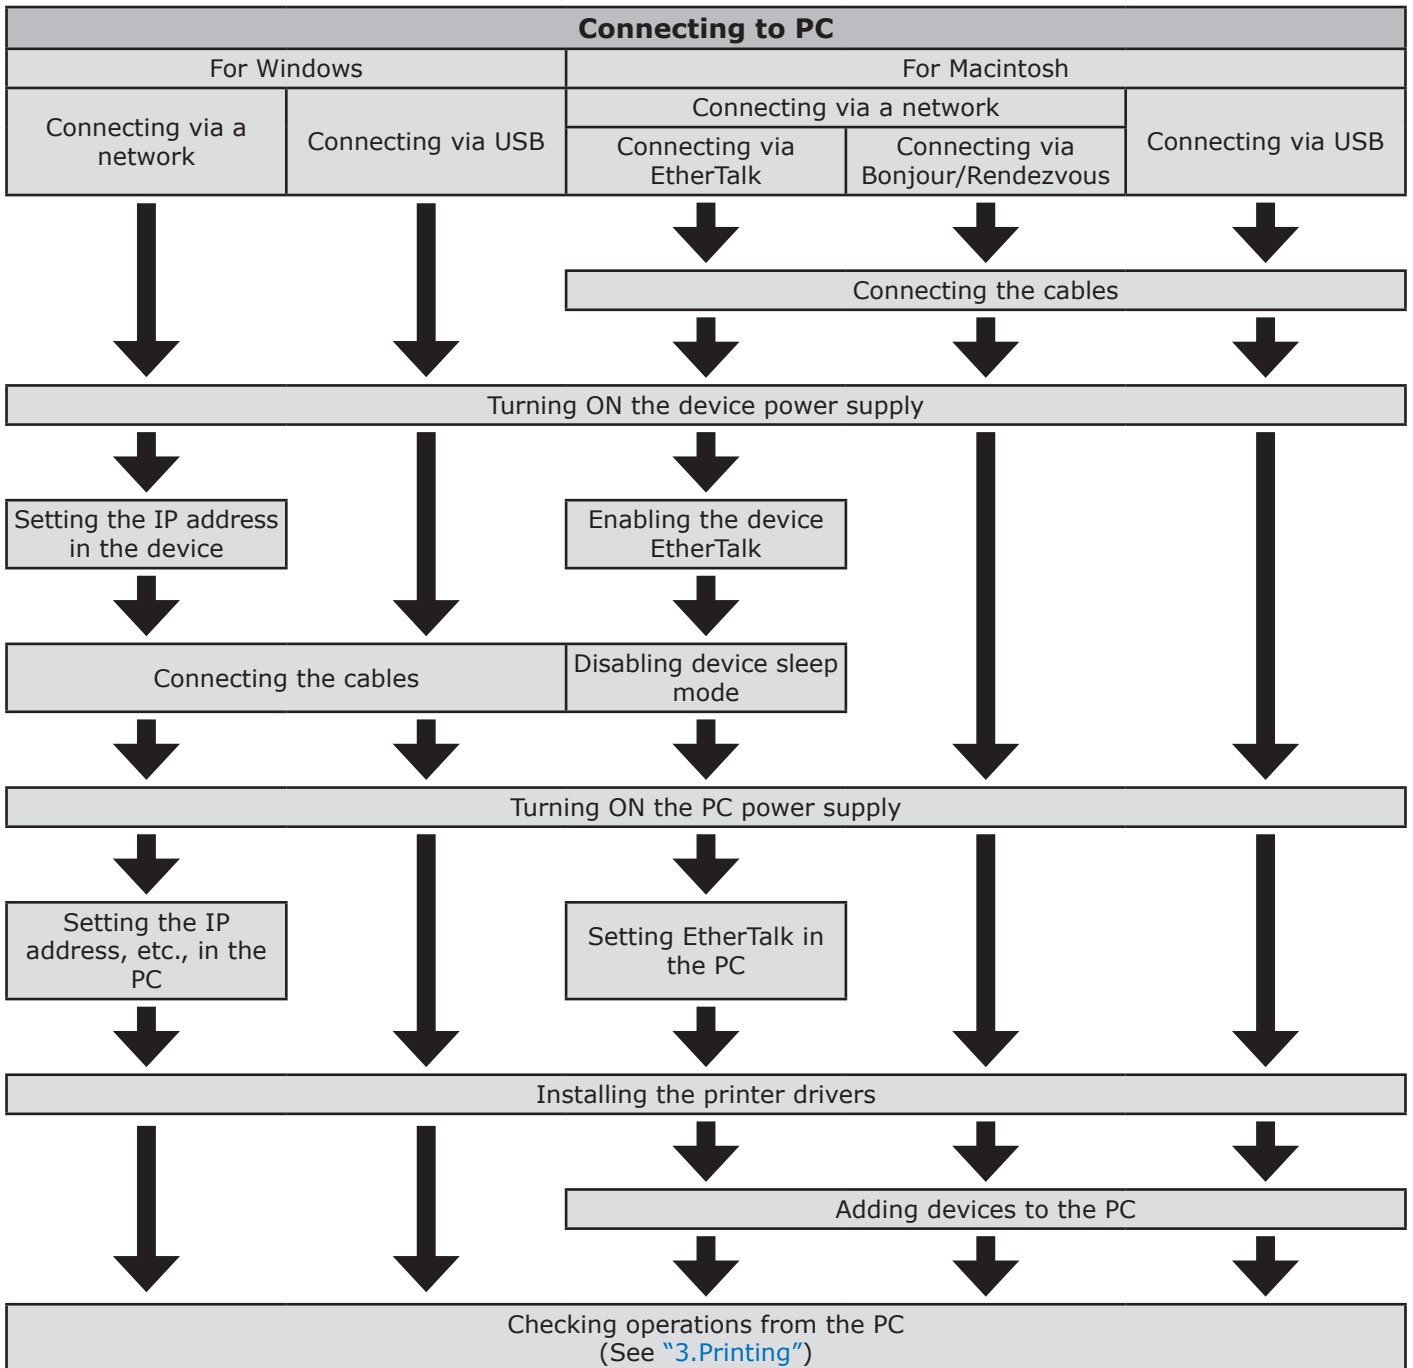 Connecting to PC
For Windows
For Macintosh
Connecting via a
network
Connecting via USB
Connecting via a network
Connecting via
EtherTalk
Connecting via
Bonjour/Rendezvous
Connecting via USB
Connecting the cables
Turning ON the device power supply
Setting the IP address
in the device
Enabling the device
EtherTalk
Connecting the cables
Disabling device sleep
mode
Turning ON the PC power supply
Setting the IP
address, etc., in the
PC
Setting EtherTalk in
the PC
Installing the printer drivers
Adding devices to the PC
Checking operations from the PC
(See “3.Printing”)